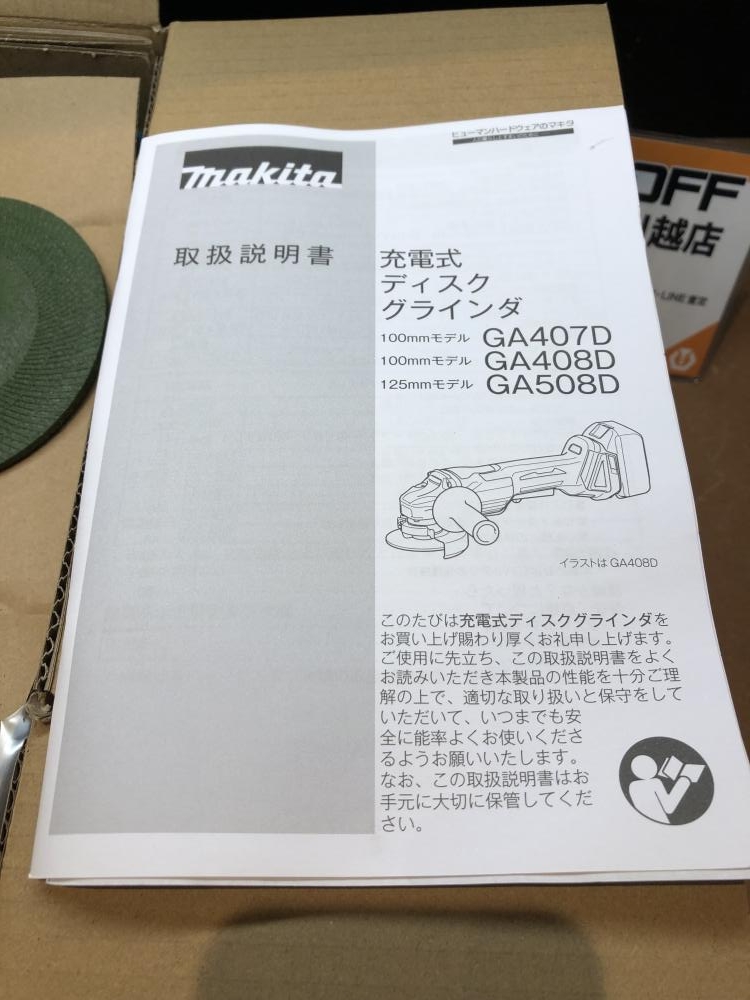 ヒューマンハードウェアのマキタ
makita
取扱説明書
充電式
ディスク
グラインダ
100mmモデル GA407D
100mmモデル GA408D
125mmモデル GA508D
イラストは GA408D
このたびは充電式ディスクグラインダを
お買い上げ賜わり厚くお礼申し上げます。
ご使用に先立ち、この取扱説明書をよく
お読みいただき本製品の性能を十分ご理
解の上で、適切な取り扱いと保守をして
いただいて、いつまでも安
全に能率よくお使いくださ
るようお願いいたします。
なお、この取扱説明書はお
手元に大切に保管してくだ
さい。
OFF
越店
LINE査定